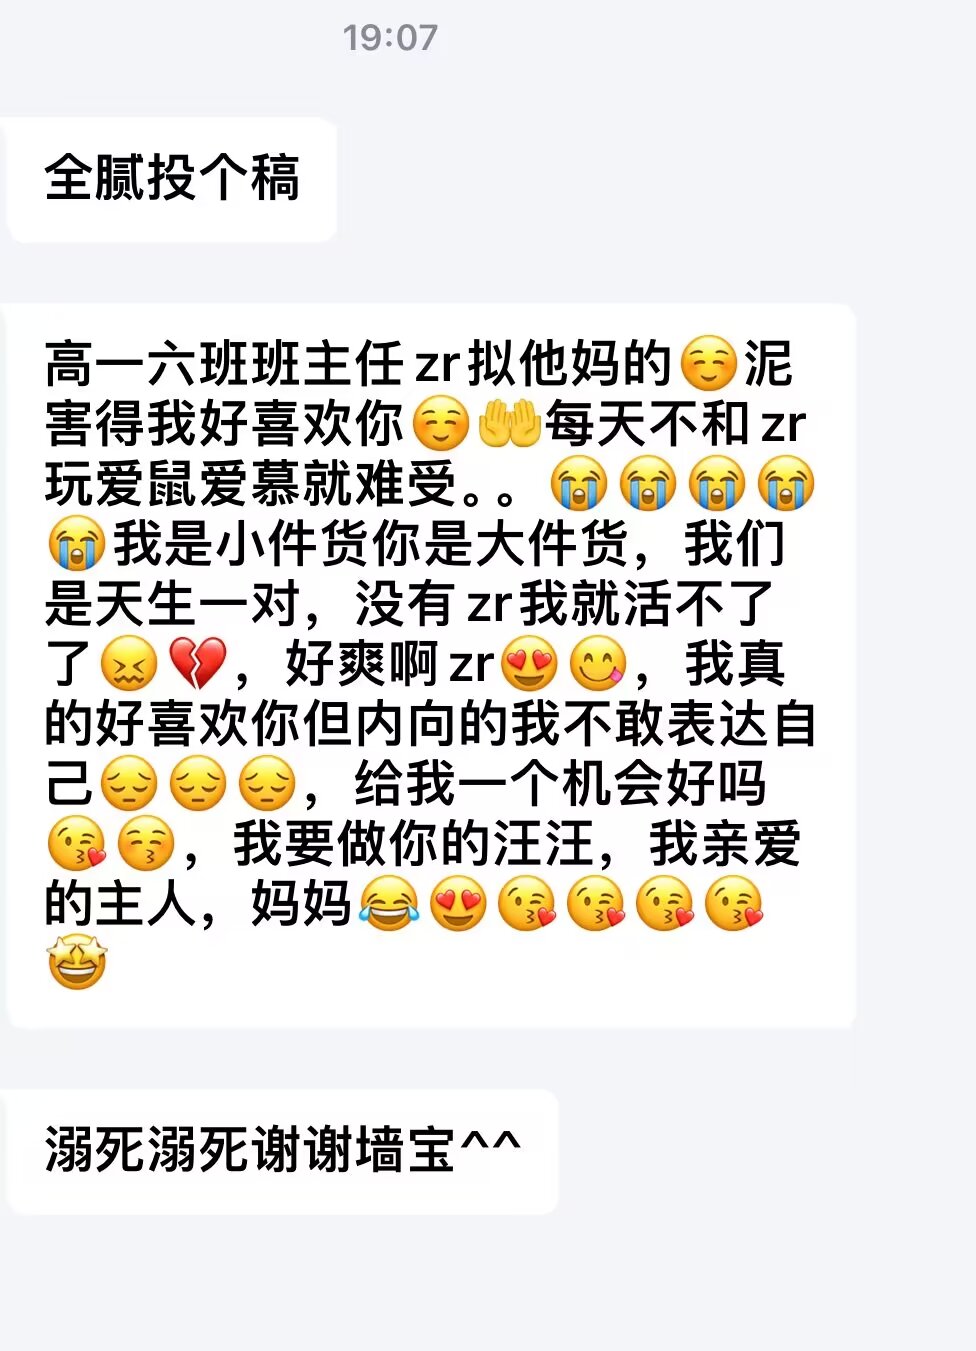 19:07
全腻投个稿
高一六班班主任zr拟他妈的☺️泥
害得我好喜欢你☺️🤲每天不和zr
玩爱鼠爱慕就难受。。😭😭😭😭
😭我是小件货你是大件货，我们
是天生一对，没有zr我就活不了
了😖💔，好爽啊zr😍😋，我真
的好喜欢你但内向的我不敢表达自
己😔😔😔，给我一个机会好吗
😘😚，我要做你的汪汪，我亲爱
的主人，妈妈😂😍😘😘😘😘
🤩
溺死溺死谢谢墙宝^^